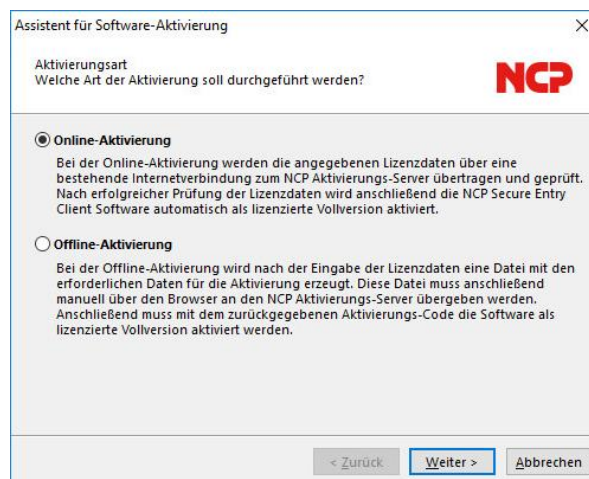 Assistent für Software-Aktivierung
Aktivierungsart
Welche Art der Aktivierung soll durchgeführt werden?
NCP
Online-Aktivierung
Bei der Online-Aktivierung werden die angegebenen Lizenzdaten über eine
bestehende Internetverbindung zum NCP Aktivierungs-Server übertragen und geprüft.
Nach erfolgreicher Prüfung der Lizenzdaten wird anschließend die NCP Secure Entry
Client Software automatisch als lizenzierte Vollversion aktiviert.
Offline-Aktivierung
Bei der Offline-Aktivierung wird nach der Eingabe der Lizenzdaten eine Datei mit den
erforderlichen Daten für die Aktivierung erzeugt. Diese Datei muss anschließend
manuell über den Browser an den NCP Aktivierungs-Server übergeben werden.
Anschließend muss mit dem zurückgegebenen Aktivierungs-Code die Software als
lizenzierte Vollversion aktiviert werden.
< Zurück Weiter > Abbrechen